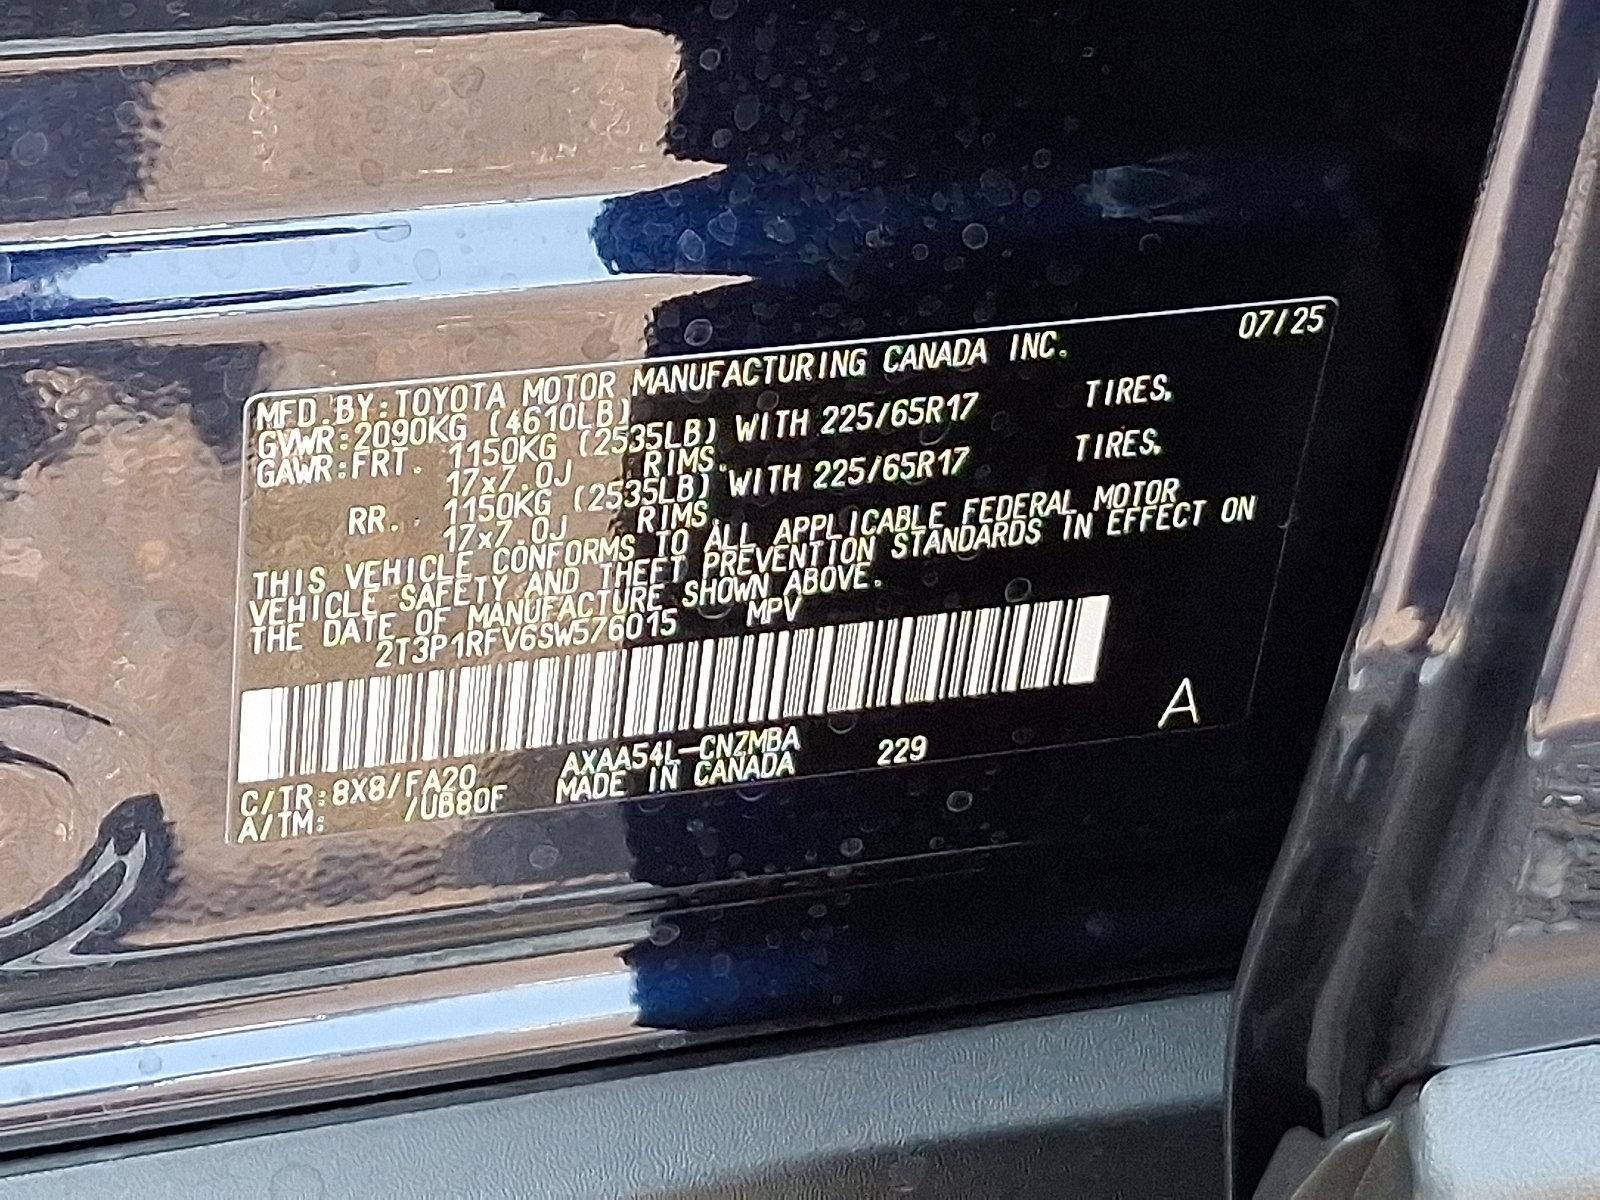 07/25
MFD.BY:TOYOTA MOTOR MANUFACTURING CANADA INC.
GVWR:2090KG (4610LB)
GAWR:FRT. 1150KG (2535LB) WITH 225/65R17 TIRES.
17x7.0J RIMS.
RR. 1150KG (2535LB) WITH 225/65R17 TIRES.
17x7.0J RIMS.
THIS VEHICLE CONFORMS TO ALL APPLICABLE FEDERAL MOTOR
VEHICLE SAFETY AND THEFT PREVENTION STANDARDS IN EFFECT ON
THE DATE OF MANUFACTURE SHOWN ABOVE.
2T3P1RFV6SW576015 MPV
A
AXAA54L-CNZMBA 229
C/TR:8X8/FA20 MADE IN CANADA
A/TM: /UB80F